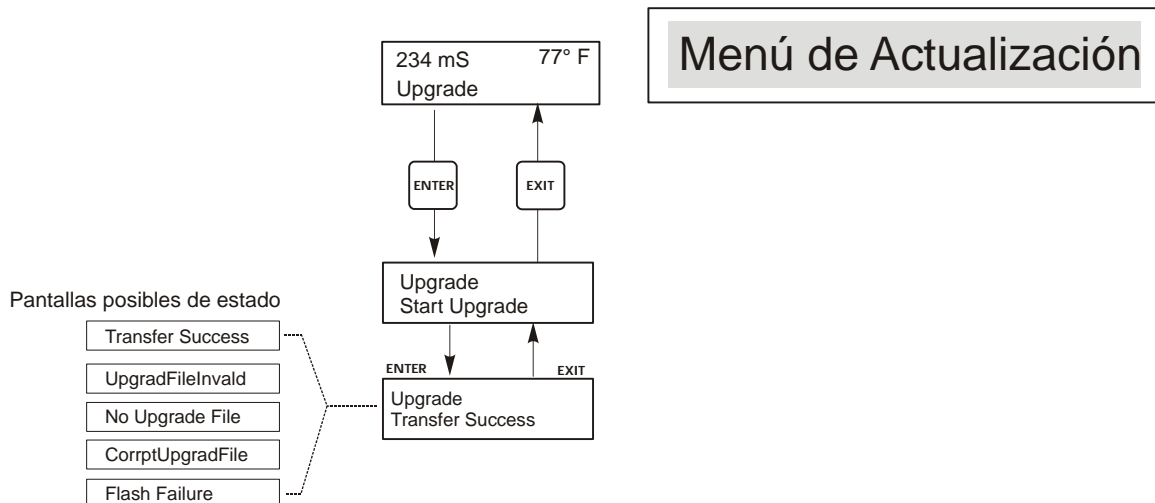 Menú de Actualización
234 mS 77° F
Upgrade
ENTER
EXIT
Upgrade
Start Upgrade
ENTER
EXIT
Upgrade
Transfer Success
Pantallas posibles de estado
Transfer Success
UpgradFileInvald
No Upgrade File
CorrptUpgradFile
Flash Failure